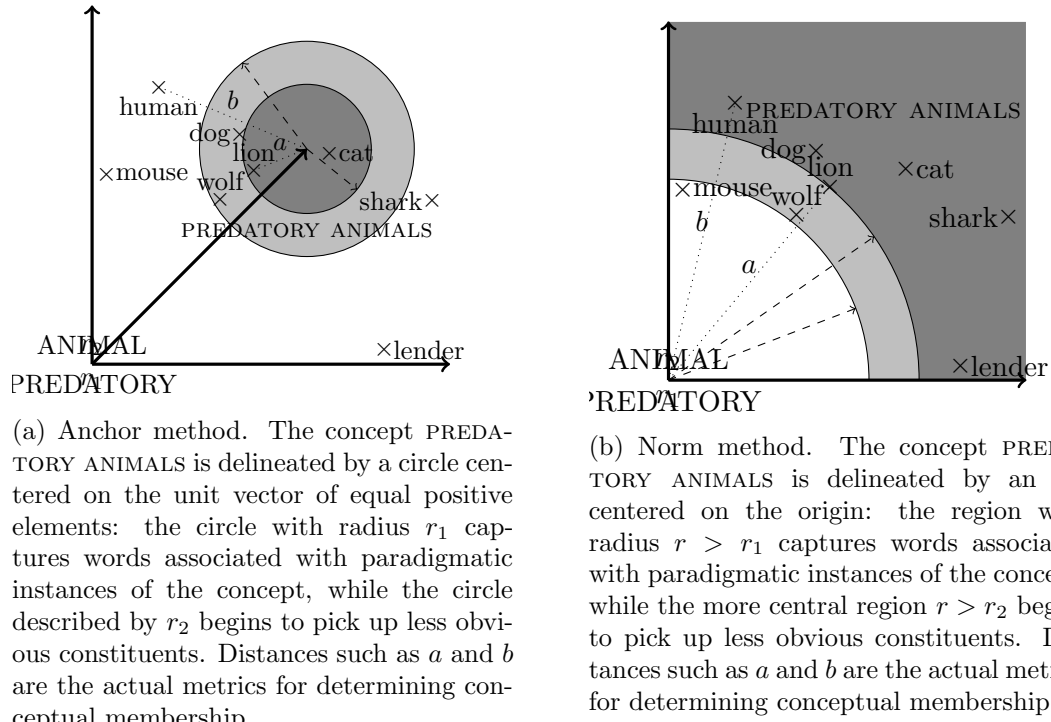 human
b
dog
lion
a
cat
mouse
wolf
shark
PREDATORY ANIMALS
ANIMAL
lender
PREDATORY
(a) Anchor method. The concept PREDA-
TORY ANIMALS is delineated by a circle cen-
tered on the unit vector of equal positive
elements: the circle with radius r₁ cap-
tures words associated with paradigmatic
instances of the concept, while the circle
described by r₂ begins to pick up less obvi-
ous constituents. Distances such as a and b
are the actual metrics for determining con-
ceptual membership.
PREDATORY ANIMALS
human
dog
lion
cat
mouse
wolf
shark
b
a
ANIMAL
lender
PREDATORY
(b) Norm method. The concept PRED
TORY ANIMALS is delineated by an
centered on the origin: the region w
radius r > r₁ captures words associa
with paradigmatic instances of the conce
while the more central region r > r₂ beg
to pick up less obvious constituents. D
tances such as a and b are the actual metri
for determining conceptual membership